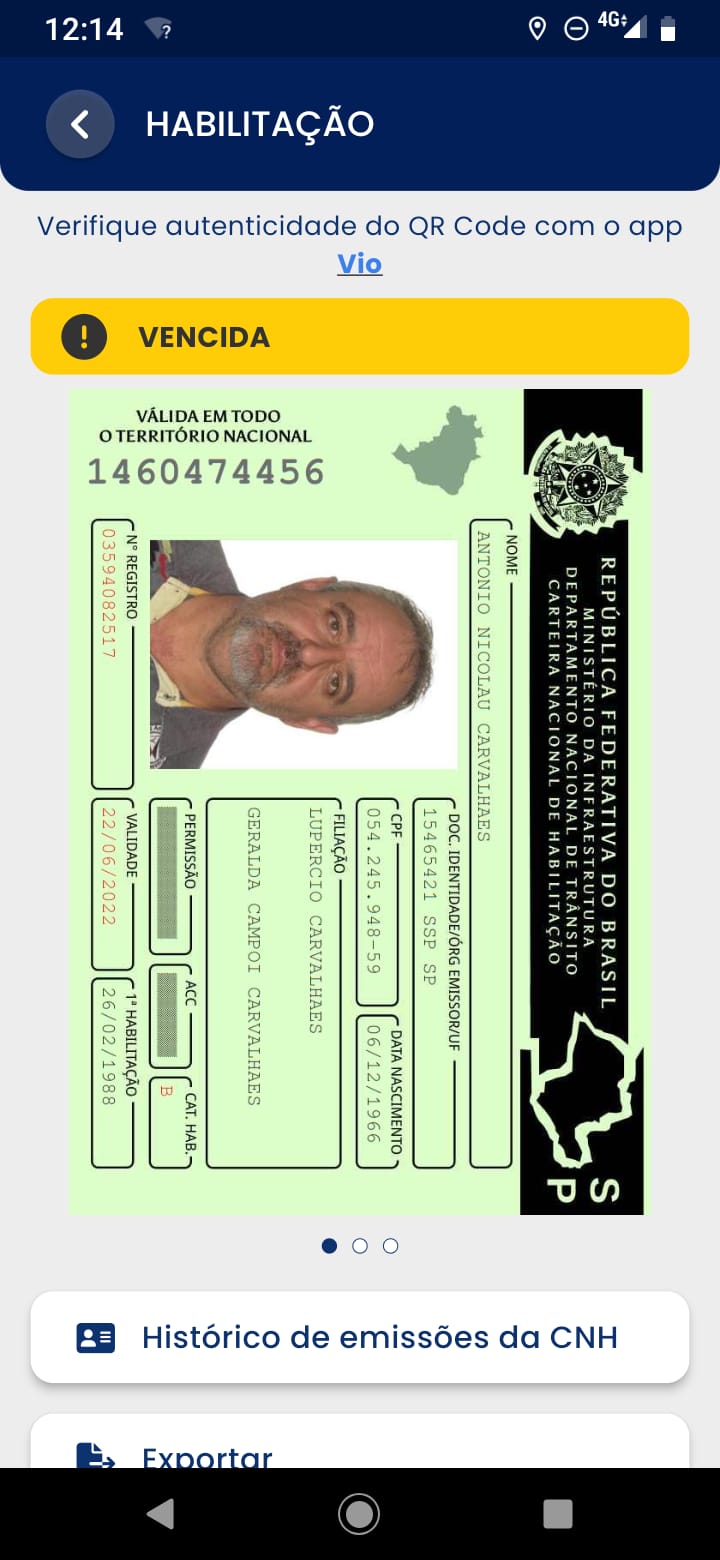 12:14
4G
HABILITAÇÃO
Verifique autenticidade do QR Code com o app
Vio
VENCIDA
VÁLIDA EM TODO
O TERRITÓRIO NACIONAL
1460474456
REPÚBLICA FEDERATIVA DO BRASIL
MINISTÉRIO DA INFRAESTRUTURA
DEPARTAMENTO NACIONAL DE TRÂNSITO
CARTEIRA NACIONAL DE HABILITAÇÃO
SP
NOME
ANTONIO NICOLAU CARVALHAES
DOC. IDENTIDADE/ÓRG EMISSOR/UF
15465421 SSP SP
CPF
054.245.948-59
DATA NASCIMENTO
06/12/1966
FILIAÇÃO
LUPERCIO CARVALHAES
GERALDA CAMPOI CARVALHAES
PERMISSÃO
ACC
CAT. HAB.
B
Nº REGISTRO
03594082517
VALIDADE
22/06/2022
1ª HABILITAÇÃO
26/02/1988
Histórico de emissões da CNH
Exportar